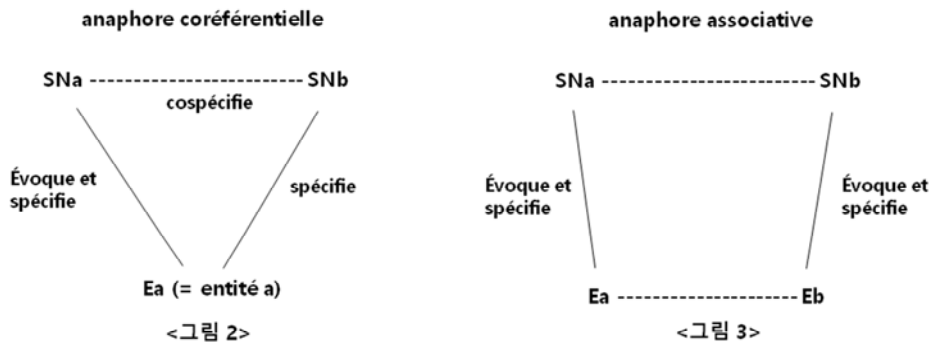 anaphore coréférentielle
SNa ------------------------- SNb
cospécifie
Évoque et
spécifie
spécifie
Ea (= entité a)
<그림 2>
anaphore associative
SNa ------------------------- SNb
Évoque et
spécifie
Évoque et
spécifie
Ea --------------------- Eb
<그림 3>